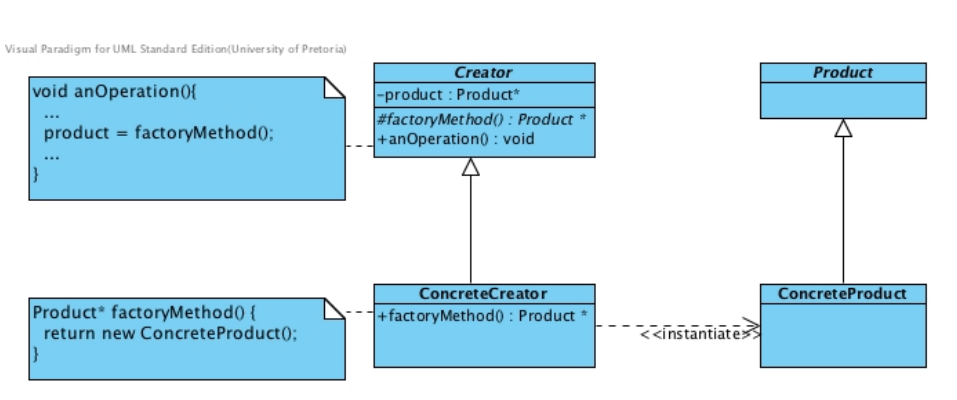 Visual Paradigm for UML Standard Edition(University of Pretoria)
void anOperation(){
...
product = factoryMethod();
...
}
Creator
-product : Product*
#factoryMethod() : Product *
+anOperation() : void
Product
Product* factoryMethod() {
return new ConcreteProduct();
}
ConcreteCreator
+factoryMethod() : Product *
<<instantiate>>
ConcreteProduct